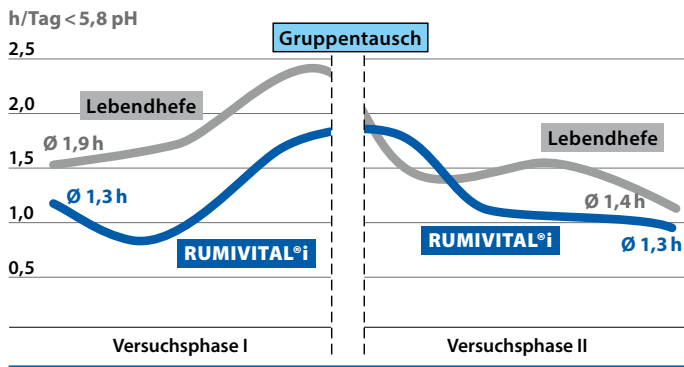 h/Tag < 5,8 pH
Gruppentausch
2,5
2,0
Lebendhefe
Lebendhefe
Ø 1,9 h
1,5
Ø 1,3 h
Ø 1,4 h
1,0
RUMIVITAL®i
RUMIVITAL®i
Ø 1,3 h
0,5
Versuchsphase I
Versuchsphase II